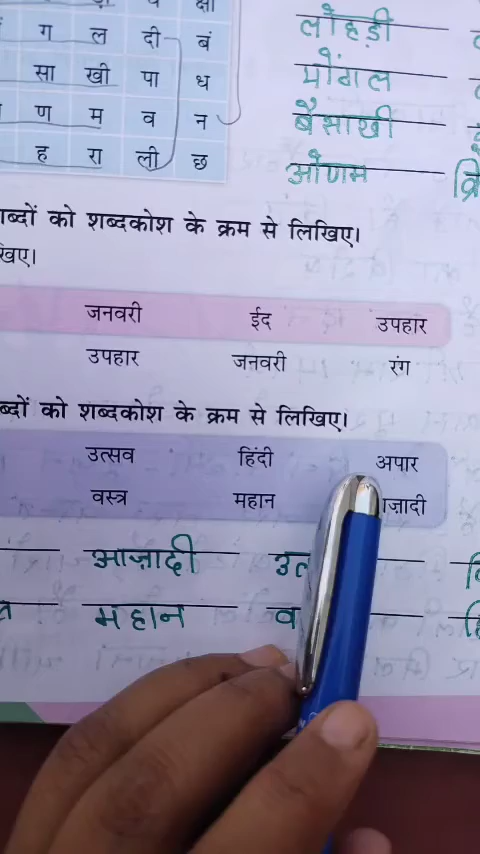 ग ल दी बं
सा खी पा ध
ण म व न
ह रा ली छ
लोहड़ी
पोंगल
बैसाखी
ओणम
को शब्दकोश के क्रम से लिखिए।
जनवरी ईद उपहार
उपहार जनवरी रंग
को शब्दकोश के क्रम से लिखिए।
उत्सव हिंदी अपार
वस्त्र महान
आज़ादी
महान